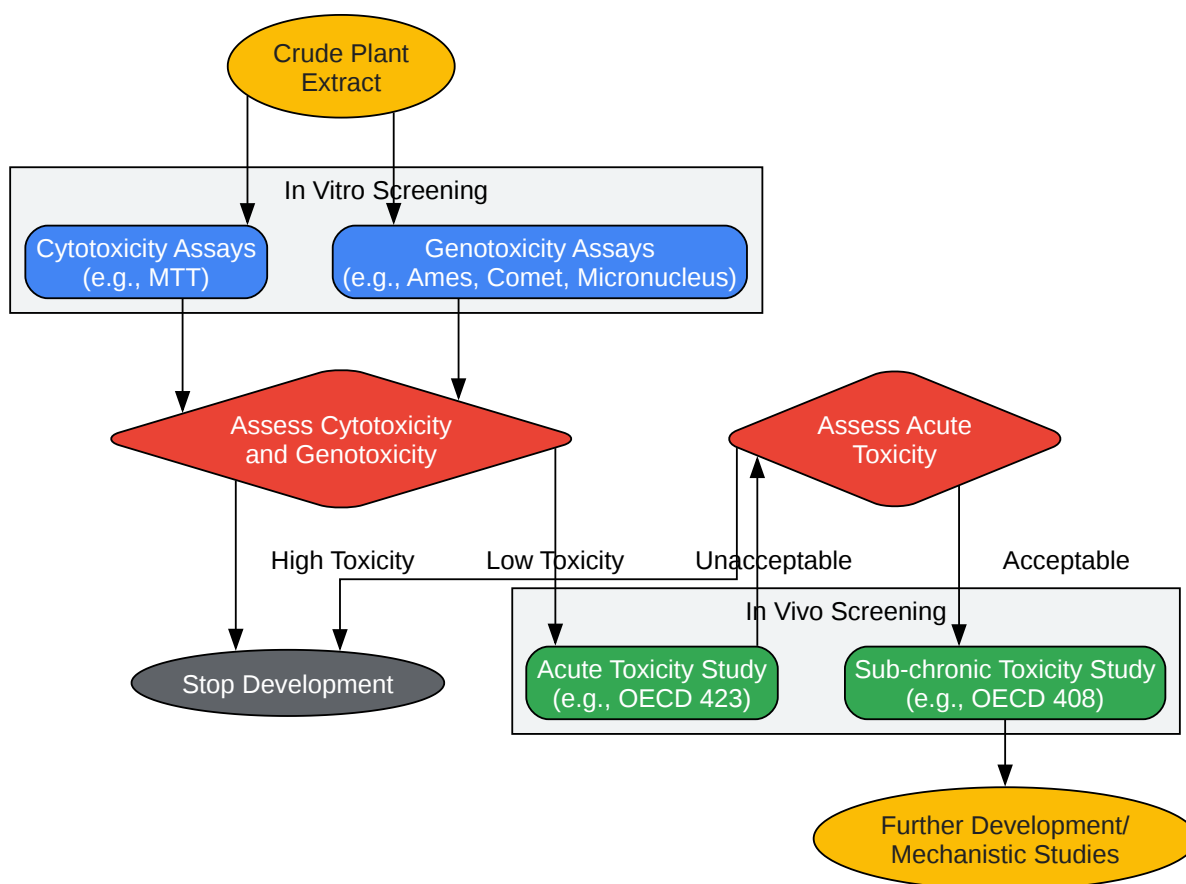 Crude Plant
Extract
In Vitro Screening
Cytotoxicity Assays
(e.g., MTT)
Genotoxicity Assays
(e.g., Ames, Comet, Micronucleus)
Assess Cytotoxicity
and Genotoxicity
Assess Acute
Toxicity
High Toxicity
Low Toxicity
Unacceptable
Acceptable
In Vivo Screening
Stop Development
Acute Toxicity Study
(e.g., OECD 423)
Sub-chronic Toxicity Study
(e.g., OECD 408)
Further Development/
Mechanistic Studies